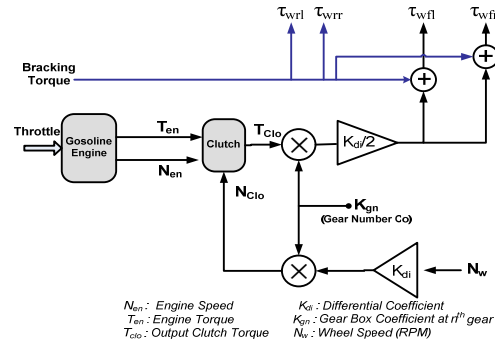 τwrl τwrr τwfl τwfr
Bracking
Torque
Throttle
Gosoline
Engine
Ten
Nen
Clutch
TClo
NClo
Kdi/2
Kgn
(Gear Number Co)
Kdi
Nw
Nen : Engine Speed
Ten : Engine Torque
Tclo : Output Clutch Torque
Kdi : Differential Coefficient
Kgn : Gear Box Coefficient at nth gear
Nw : Wheel Speed (RPM)